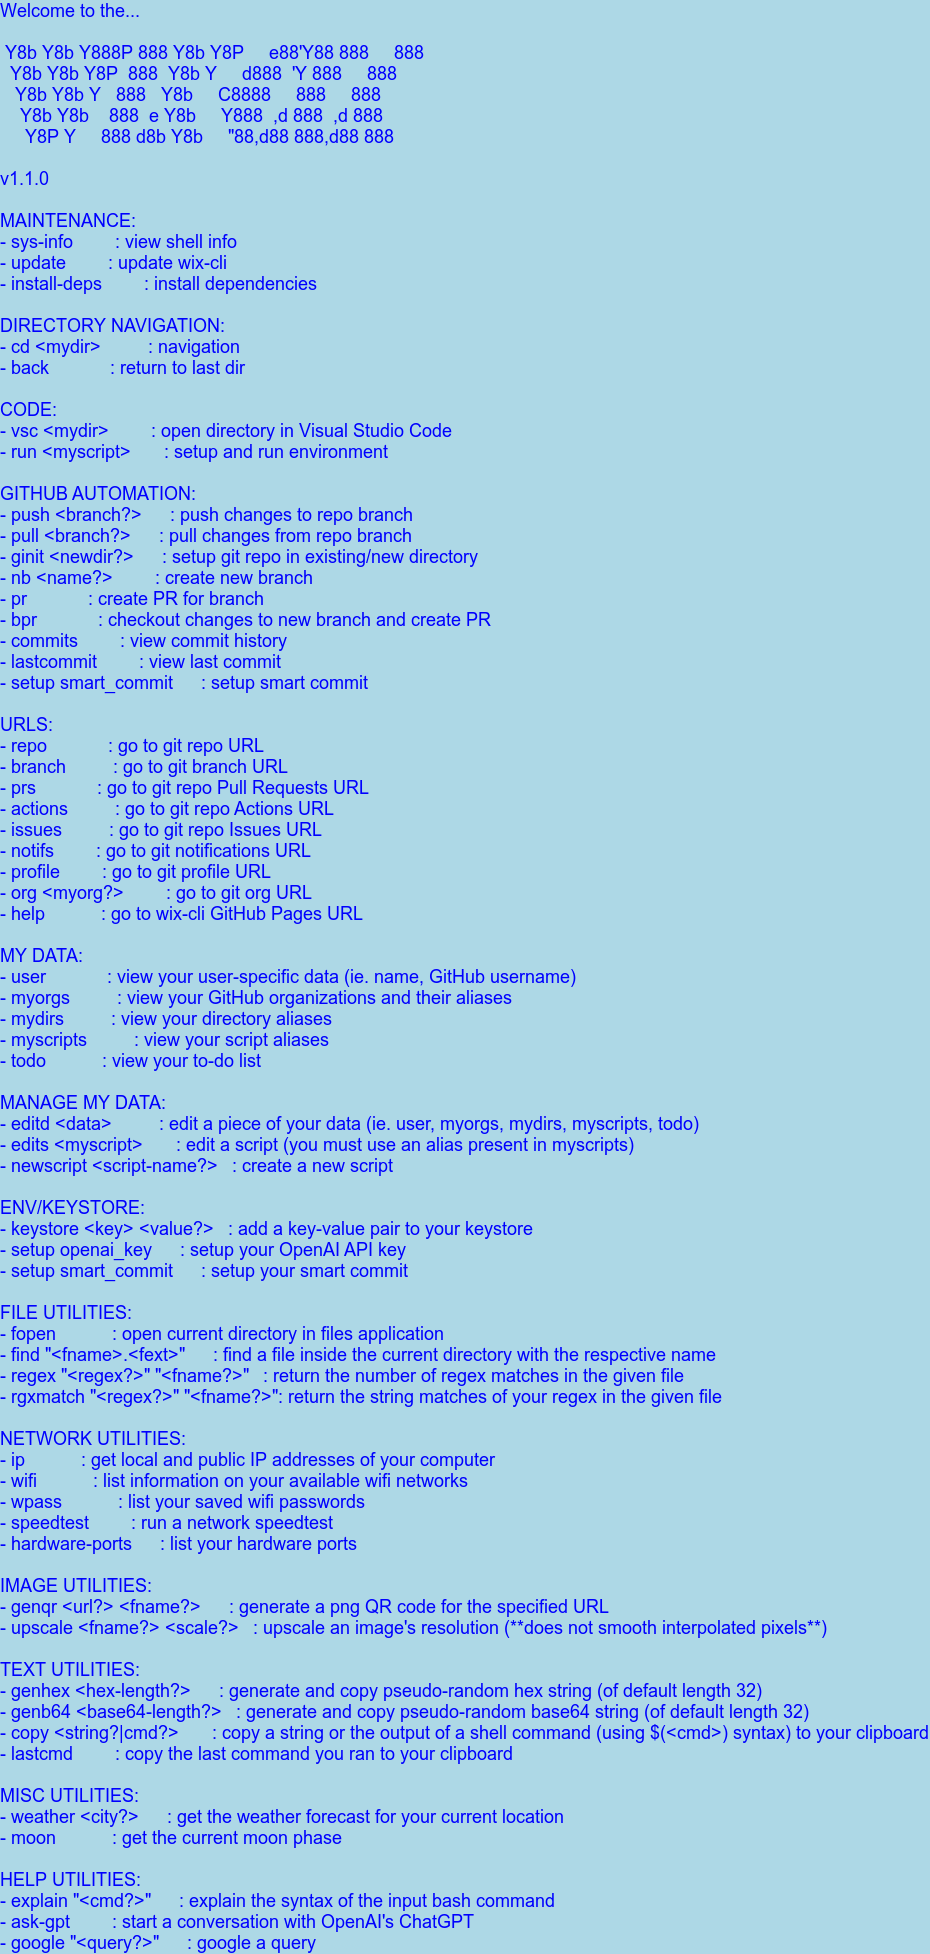 Welcome to the...
Y8b Y8b Y888P 888 Y8b Y8P     e88'Y88 888     888
Y8b Y8b Y8P  888  Y8b Y     d888  'Y 888     888
Y8b Y8b Y   888   Y8b     C8888     888     888
Y8b Y8b    888  e Y8b     Y888  ,d 888  ,d 888
Y8P Y     888 d8b Y8b     "88,d88 888,d88 888
v1.1.0
MAINTENANCE:
- sys-info : view shell info
- update : update wix-cli
- install-deps : install dependencies
DIRECTORY NAVIGATION:
- cd <mydir> : navigation
- back : return to last dir
CODE:
- vsc <mydir> : open directory in Visual Studio Code
- run <myscript> : setup and run environment
GITHUB AUTOMATION:
- push <branch?> : push changes to repo branch
- pull <branch?> : pull changes from repo branch
- ginit <newdir?> : setup git repo in existing/new directory
- nb <name?> : create new branch
- pr : create PR for branch
- bpr : checkout changes to new branch and create PR
- commits : view commit history
- lastcommit : view last commit
- setup smart_commit : setup smart commit
URLS:
- repo : go to git repo URL
- branch : go to git branch URL
- prs : go to git repo Pull Requests URL
- actions : go to git repo Actions URL
- issues : go to git repo Issues URL
- notifs : go to git notifications URL
- profile : go to git profile URL
- org <myorg?> : go to git org URL
- help : go to wix-cli GitHub Pages URL
MY DATA:
- user : view your user-specific data (ie. name, GitHub username)
- myorgs : view your GitHub organizations and their aliases
- mydirs : view your directory aliases
- myscripts : view your script aliases
- todo : view your to-do list
MANAGE MY DATA:
- editd <data> : edit a piece of your data (ie. user, myorgs, mydirs, myscripts, todo)
- edits <myscript> : edit a script (you must use an alias present in myscripts)
- newscript <script-name?> : create a new script
ENV/KEYSTORE:
- keystore <key> <value?> : add a key-value pair to your keystore
- setup openai_key : setup your OpenAI API key
- setup smart_commit : setup your smart commit
FILE UTILITIES:
- fopen : open current directory in files application
- find "<fname>.<fext>" : find a file inside the current directory with the respective name
- regex "<regex?>" "<fname?>" : return the number of regex matches in the given file
- rgxmatch "<regex?>" "<fname?>": return the string matches of your regex in the given file
NETWORK UTILITIES:
- ip : get local and public IP addresses of your computer
- wifi : list information on your available wifi networks
- wpass : list your saved wifi passwords
- speedtest : run a network speedtest
- hardware-ports : list your hardware ports
IMAGE UTILITIES:
- genqr <url?> <fname?> : generate a png QR code for the specified URL
- upscale <fname?> <scale?> : upscale an image's resolution (**does not smooth interpolated pixels**)
TEXT UTILITIES:
- genhex <hex-length?> : generate and copy pseudo-random hex string (of default length 32)
- genb64 <base64-length?> : generate and copy pseudo-random base64 string (of default length 32)
- copy <string?|cmd?> : copy a string or the output of a shell command (using $(<cmd>) syntax) to your clipboard
- lastcmd : copy the last command you ran to your clipboard
MISC UTILITIES:
- weather <city?> : get the weather forecast for your current location
- moon : get the current moon phase
HELP UTILITIES:
- explain "<cmd?>" : explain the syntax of the input bash command
- ask-gpt : start a conversation with OpenAI's ChatGPT
- google "<query?>" : google a query